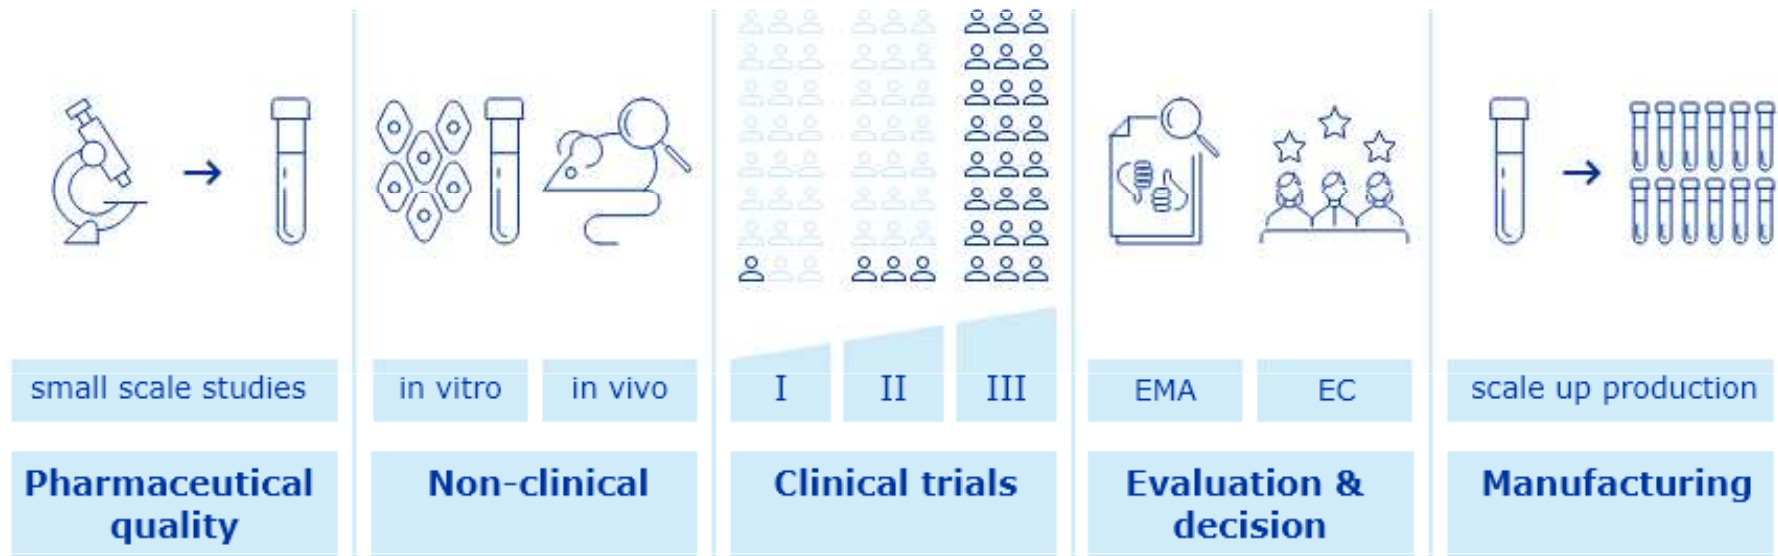 small scale studies
in vitro
in vivo
I
II
III
EMA
EC
scale up production
Pharmaceutical
quality
Non-clinical
Clinical trials
Evaluation &
decision
Manufacturing